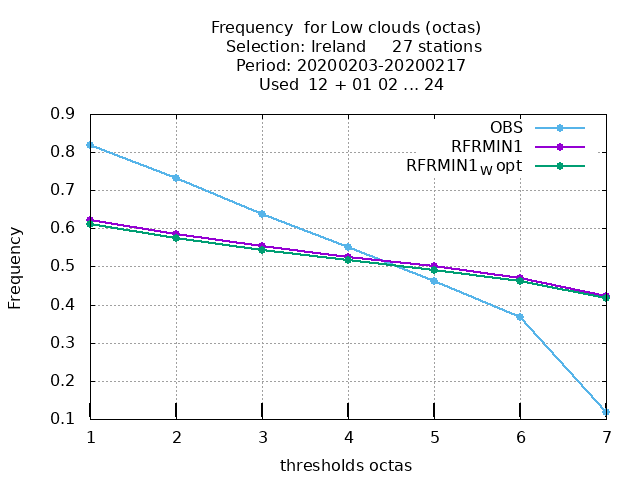 Frequency  for Low clouds (octas)
Selection: Ireland     27 stations
Period: 20200203-20200217
Used  12 + 01 02 ... 24
OBS
RFRMIN1
RFRMIN1W opt
0.9
0.8
0.7
0.6
0.5
0.4
0.3
0.2
0.1
Frequency
1 2 3 4 5 6 7
thresholds octas